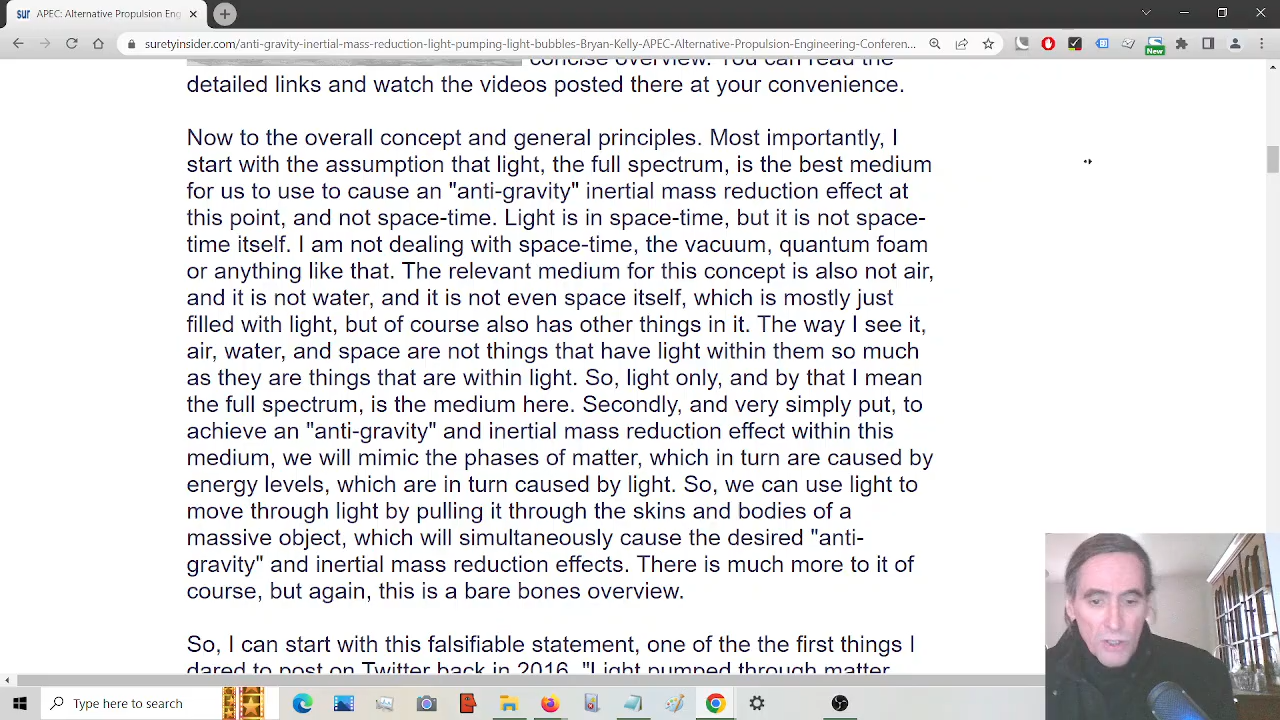 sur APEC: Alternative Propulsion Eng
suretyinsider.com/anti-gravity-inertial-mass-reduction-light-pumping-light-bubbles-Bryan-Kelly-APEC-Alternative-Propulsion-Engineering-Conferen...
New
concise overview. You can read the
detailed links and watch the videos posted there at your convenience.
Now to the overall concept and general principles. Most importantly, I
start with the assumption that light, the full spectrum, is the best medium
for us to use to cause an "anti-gravity" inertial mass reduction effect at
this point, and not space-time. Light is in space-time, but it is not space-
time itself. I am not dealing with space-time, the vacuum, quantum foam
or anything like that. The relevant medium for this concept is also not air,
and it is not water, and it is not even space itself, which is mostly just
filled with light, but of course also has other things in it. The way I see it,
air, water, and space are not things that have light within them so much
as they are things that are within light. So, light only, and by that I mean
the full spectrum, is the medium here. Secondly, and very simply put, to
achieve an "anti-gravity" and inertial mass reduction effect within this
medium, we will mimic the phases of matter, which in turn are caused by
energy levels, which are in turn caused by light. So, we can use light to
move through light by pulling it through the skins and bodies of a
massive object, which will simultaneously cause the desired "anti-
gravity" and inertial mass reduction effects. There is much more to it of
course, but again, this is a bare bones overview.
So, I can start with this falsifiable statement, one of the the first things I
dared to post on Twitter back in 2016. "Light pumped through matter
Type here to search